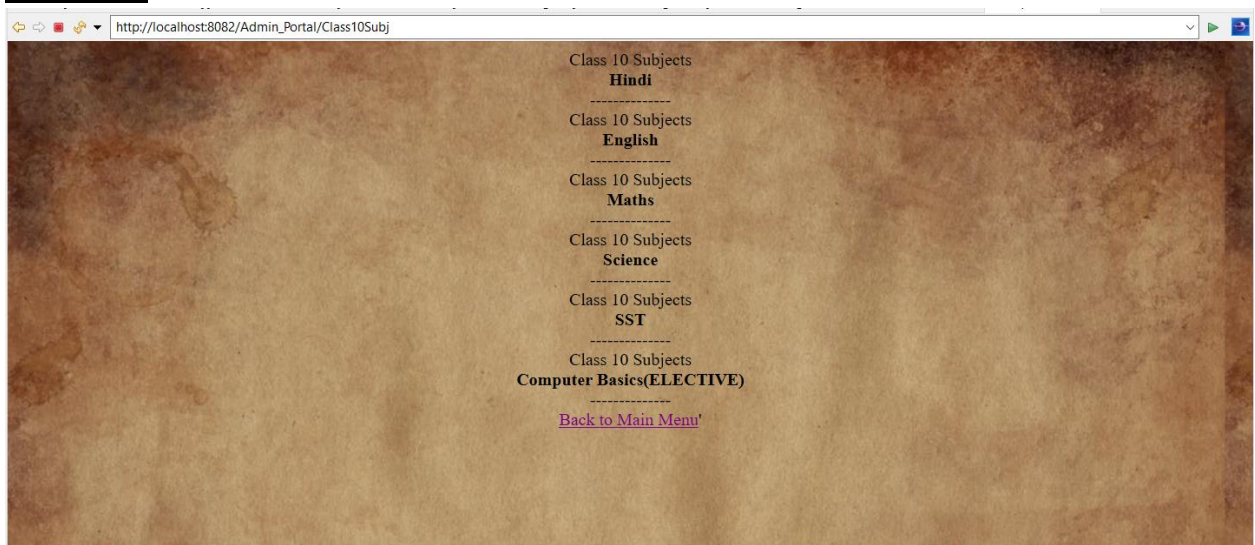 http://localhost:8082/Admin_Portal/Class10Subj
Class 10 Subjects
Hindi
--------------
Class 10 Subjects
English
--------------
Class 10 Subjects
Maths
--------------
Class 10 Subjects
Science
--------------
Class 10 Subjects
SST
--------------
Class 10 Subjects
Computer Basics(ELECTIVE)
--------------
Back to Main Menu'